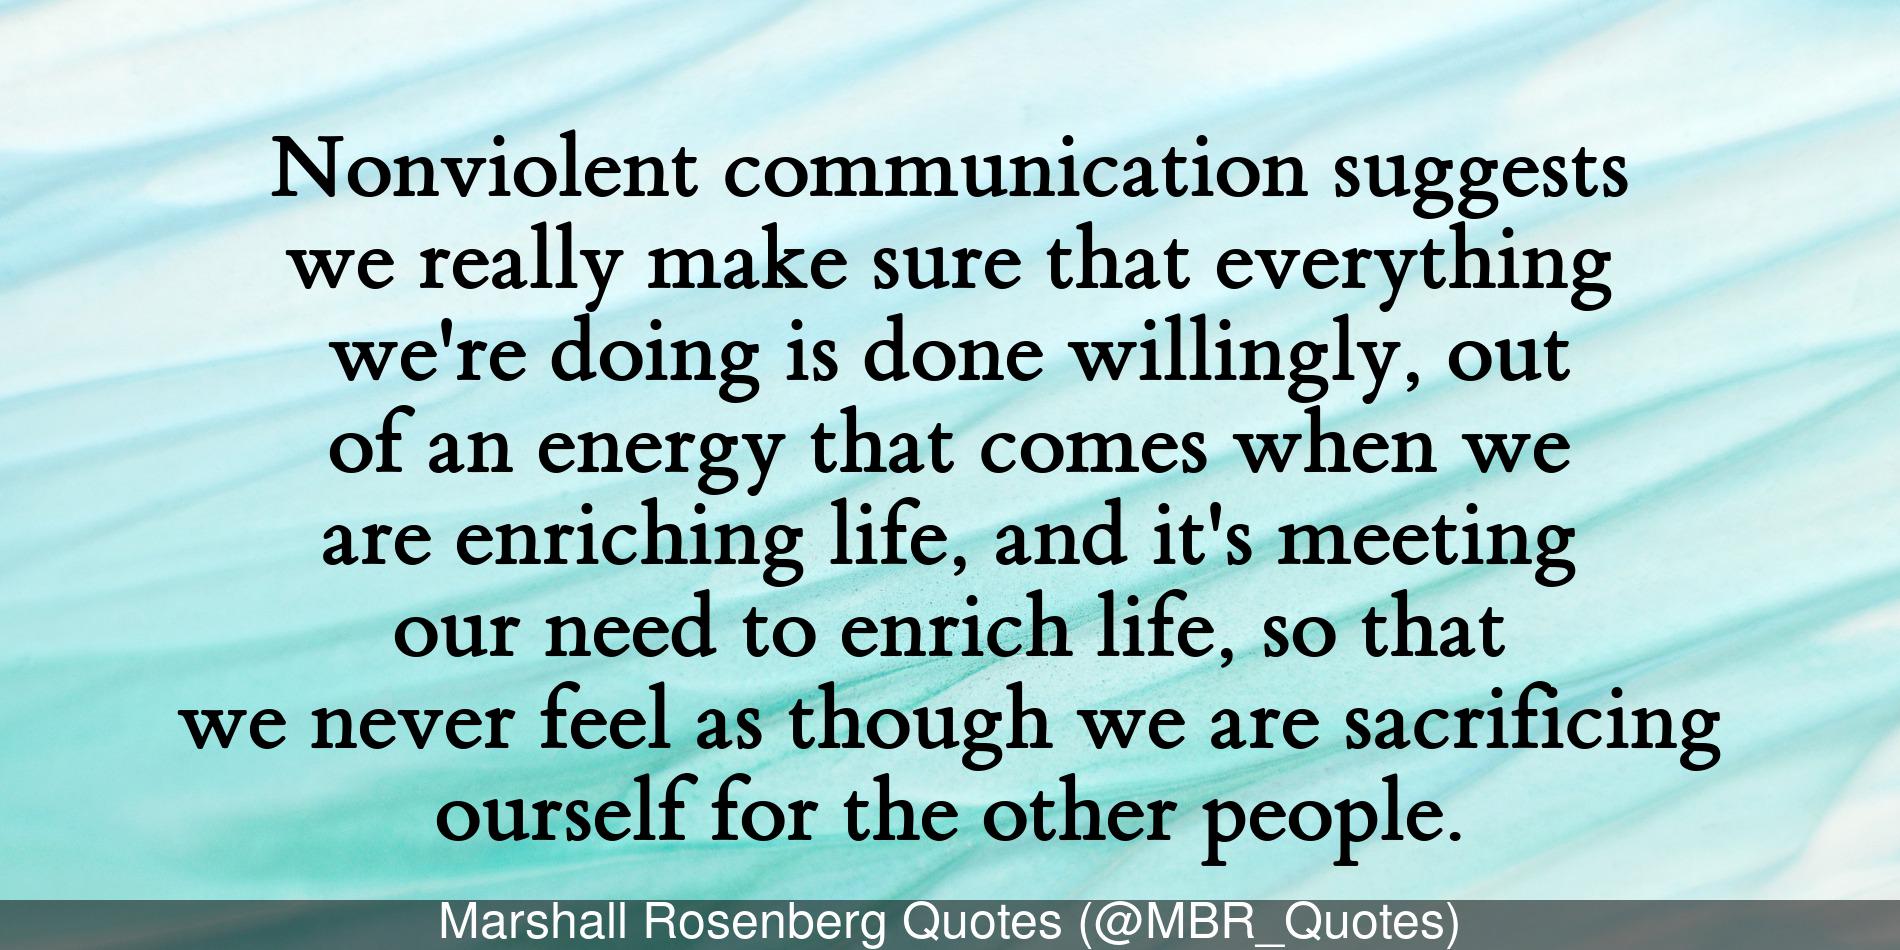 Nonviolent communication suggests
we really make sure that everything
we're doing is done willingly, out
of an energy that comes when we
are enriching life, and it's meeting
our need to enrich life, so that
we never feel as though we are sacrificing
ourself for the other people.
Marshall Rosenberg Quotes (@MBR_Quotes)